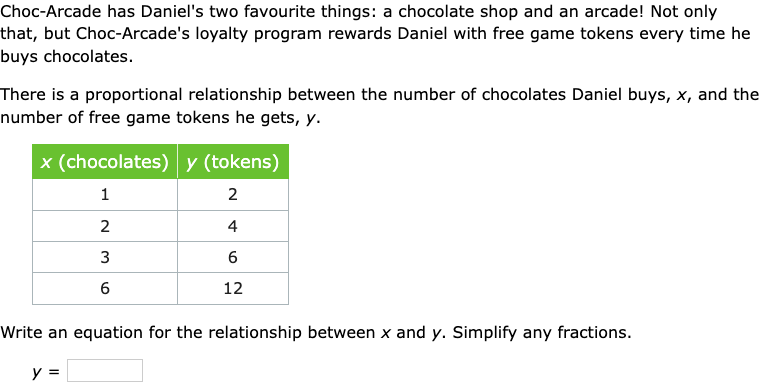 Choc-Arcade has Daniel's two favourite things: a chocolate shop and an arcade! Not only
that, but Choc-Arcade's loyalty program rewards Daniel with free game tokens every time he
buys chocolates.
There is a proportional relationship between the number of chocolates Daniel buys, x, and the
number of free game tokens he gets, y.
x (chocolates) y (tokens)
1 2
2 4
3 6
6 12
Write an equation for the relationship between x and y. Simplify any fractions.
y =